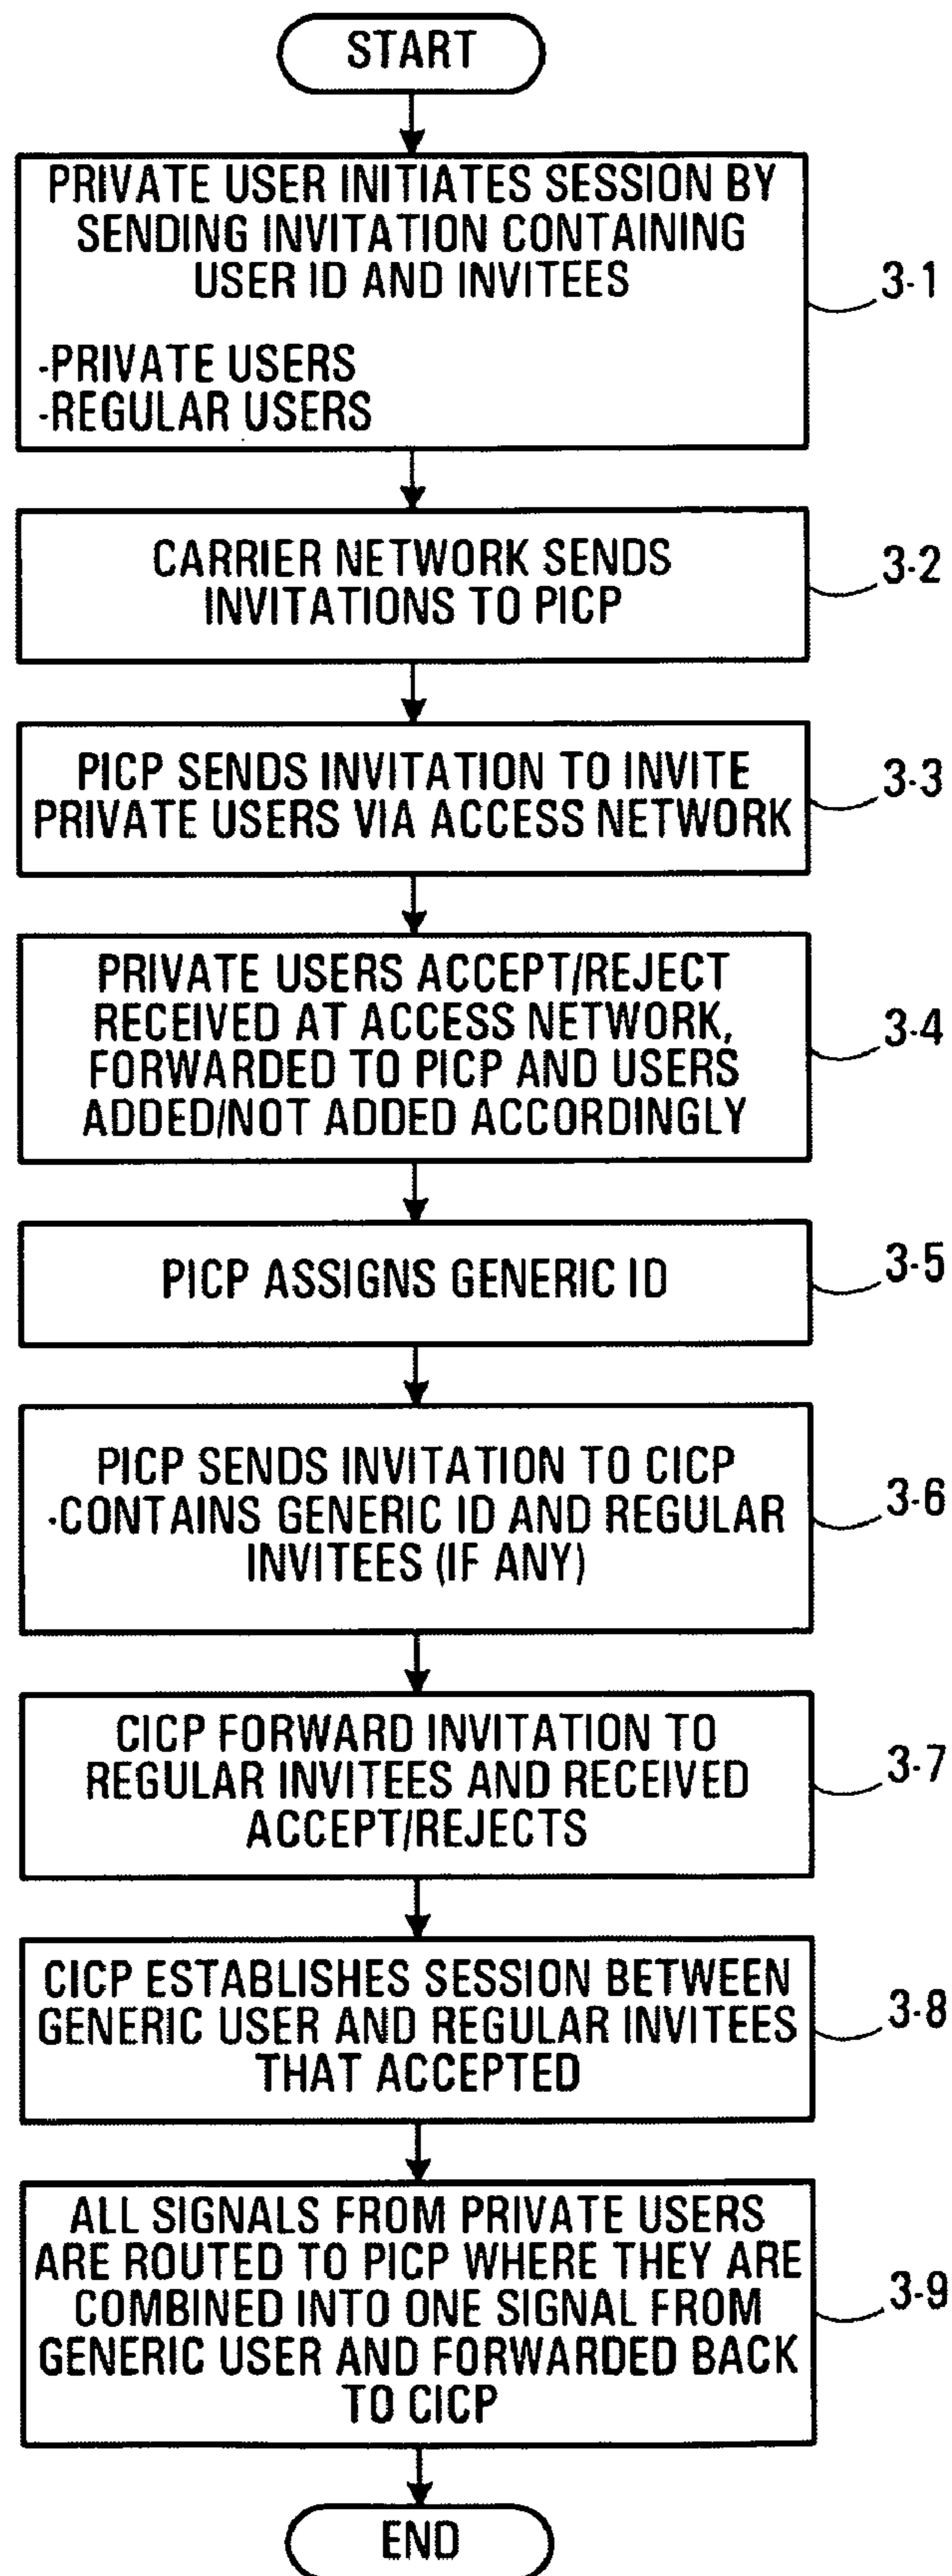 START
PRIVATE USER INITIATES SESSION BY
SENDING INVITATION CONTAINING
USER ID AND INVITEES
-PRIVATE USERS
-REGULAR USERS
3-1
CARRIER NETWORK SENDS
INVITATIONS TO PICP
3-2
PICP SENDS INVITATION TO INVITE
PRIVATE USERS VIA ACCESS NETWORK
3-3
PRIVATE USERS ACCEPT/REJECT
RECEIVED AT ACCESS NETWORK,
FORWARDED TO PICP AND USERS
ADDED/NOT ADDED ACCORDINGLY
3-4
PICP ASSIGNS GENERIC ID
3-5
PICP SENDS INVITATION TO CICP
-CONTAINS GENERIC ID AND REGULAR
INVITEES (IF ANY)
3-6
CICP FORWARD INVITATION TO
REGULAR INVITEES AND RECEIVED
ACCEPT/REJECTS
3-7
CICP ESTABLISHES SESSION BETWEEN
GENERIC USER AND REGULAR INVITEES
THAT ACCEPTED
3-8
ALL SIGNALS FROM PRIVATE USERS
ARE ROUTED TO PICP WHERE THEY ARE
COMBINED INTO ONE SIGNAL FROM
GENERIC USER AND FORWARDED BACK
TO CICP
3-9
END